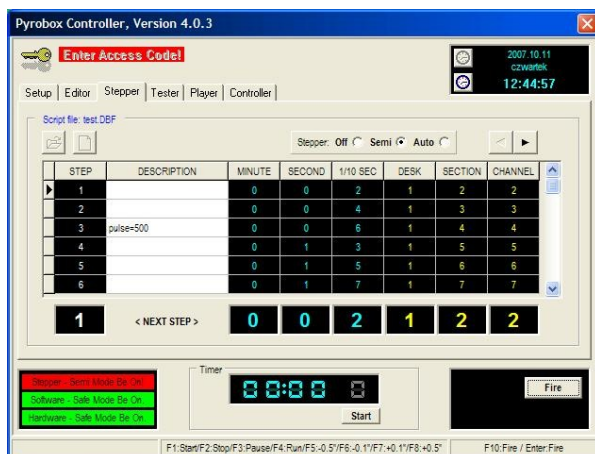 Pyrobox Controller, Version 4.0.3
Enter Access Code!
2007.10.11
czwartek
12:44:57
Setup Editor Stepper Tester Player Controller
Script file: test.DBF
Stepper: Off Semi Auto < ►
STEP DESCRIPTION MINUTE SECOND 1/10 SEC DESK SECTION CHANNEL
1 0 0 2 1 2 2
2 0 0 4 1 3 3
3 pulse=500 0 0 6 1 4 4
4 0 1 3 1 5 5
5 0 1 5 1 6 6
6 0 1 7 1 7 7
1 < NEXT STEP > 0 0 2 1 2 2
Stepper - Semi Mode Be On!
Software - Safe Mode Be On.
Hardware - Safe Mode Be On.
Timer
00:00 0
Start
Fire
F1:Start/F2:Stop/F3:Pause/F4:Run/F5:-0.5"/F6:-0.1"/F7:+0.1"/F8:+0.5" F10:Fire / Enter:Fire